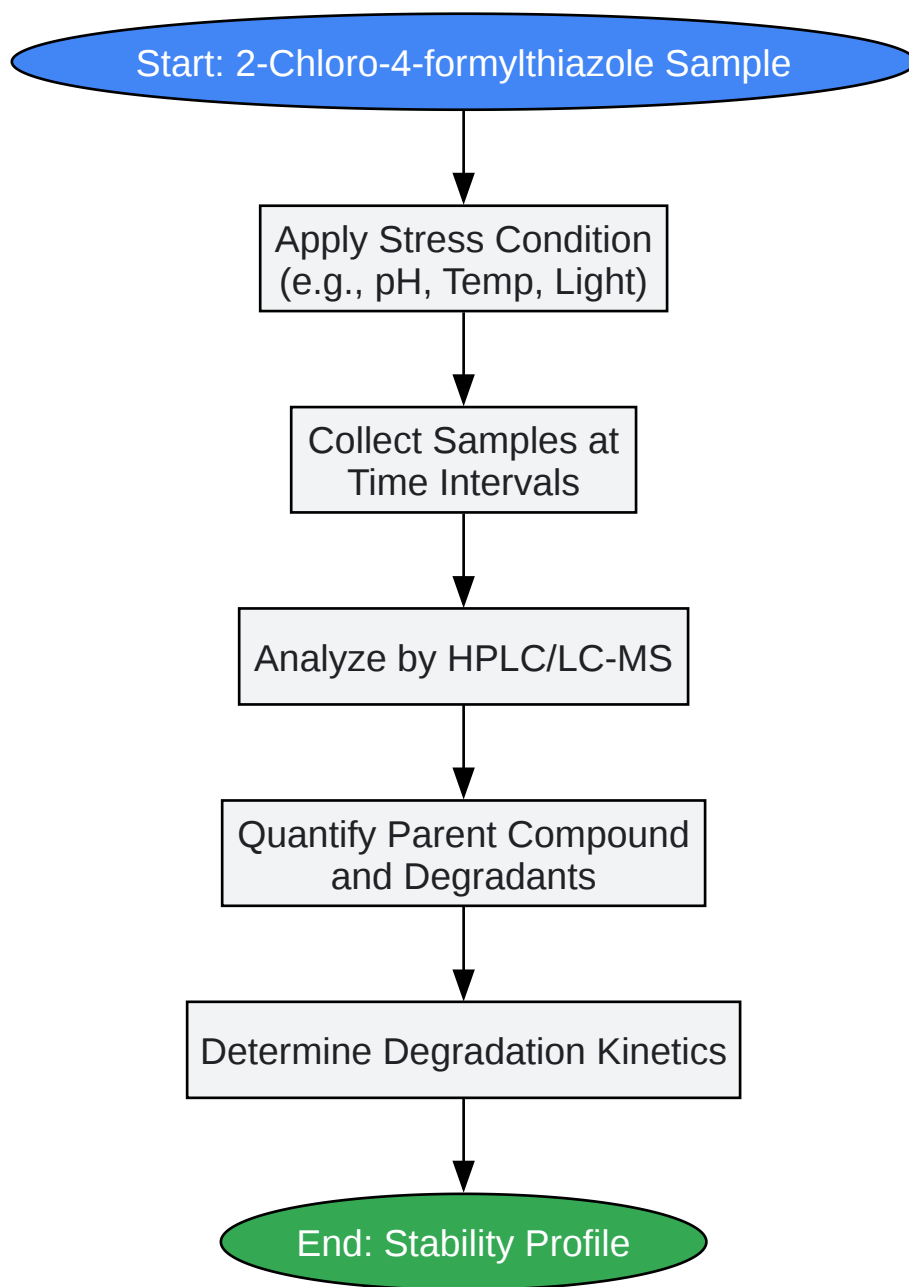 Start: 2-Chloro-4-formylthiazole Sample
Apply Stress Condition
(e.g., pH, Temp, Light)
Collect Samples at
Time Intervals
Analyze by HPLC/LC-MS
Quantify Parent Compound
and Degradants
Determine Degradation Kinetics
End: Stability Profile